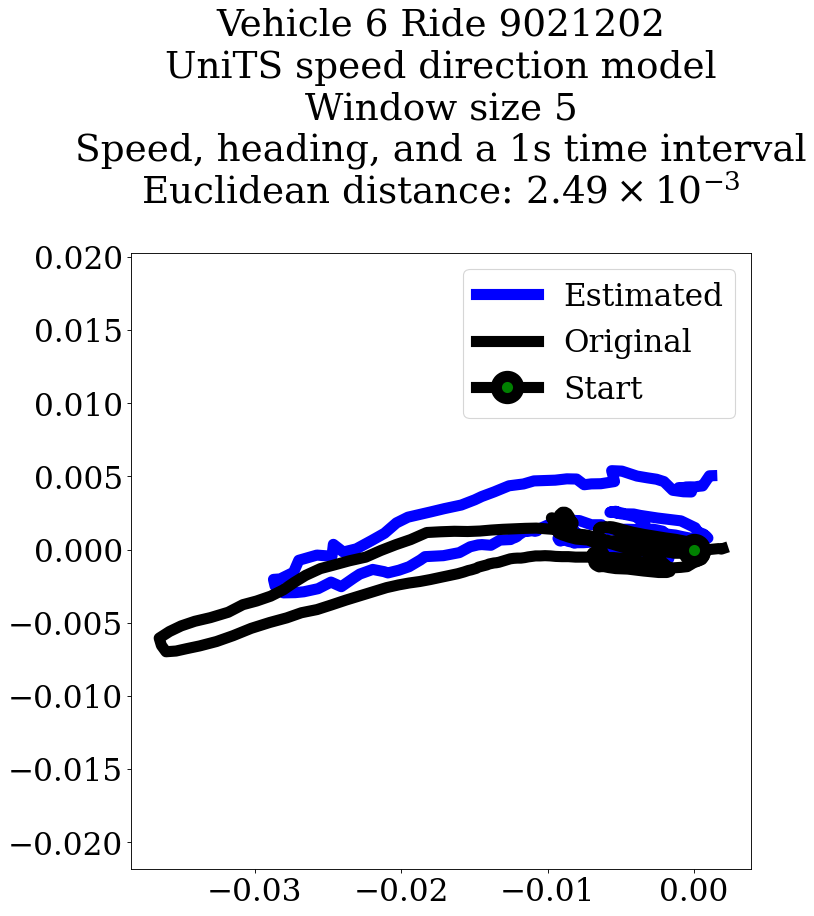 Vehicle 6 Ride 9021202
UniTS speed direction model
Window size 5
Speed, heading, and a 1s time interval
Euclidean distance: 2.49 × 10⁻³
Estimated
Original
Start
0.020
0.015
0.010
0.005
0.000
−0.005
−0.010
−0.015
−0.020
−0.03 −0.02 −0.01 0.00